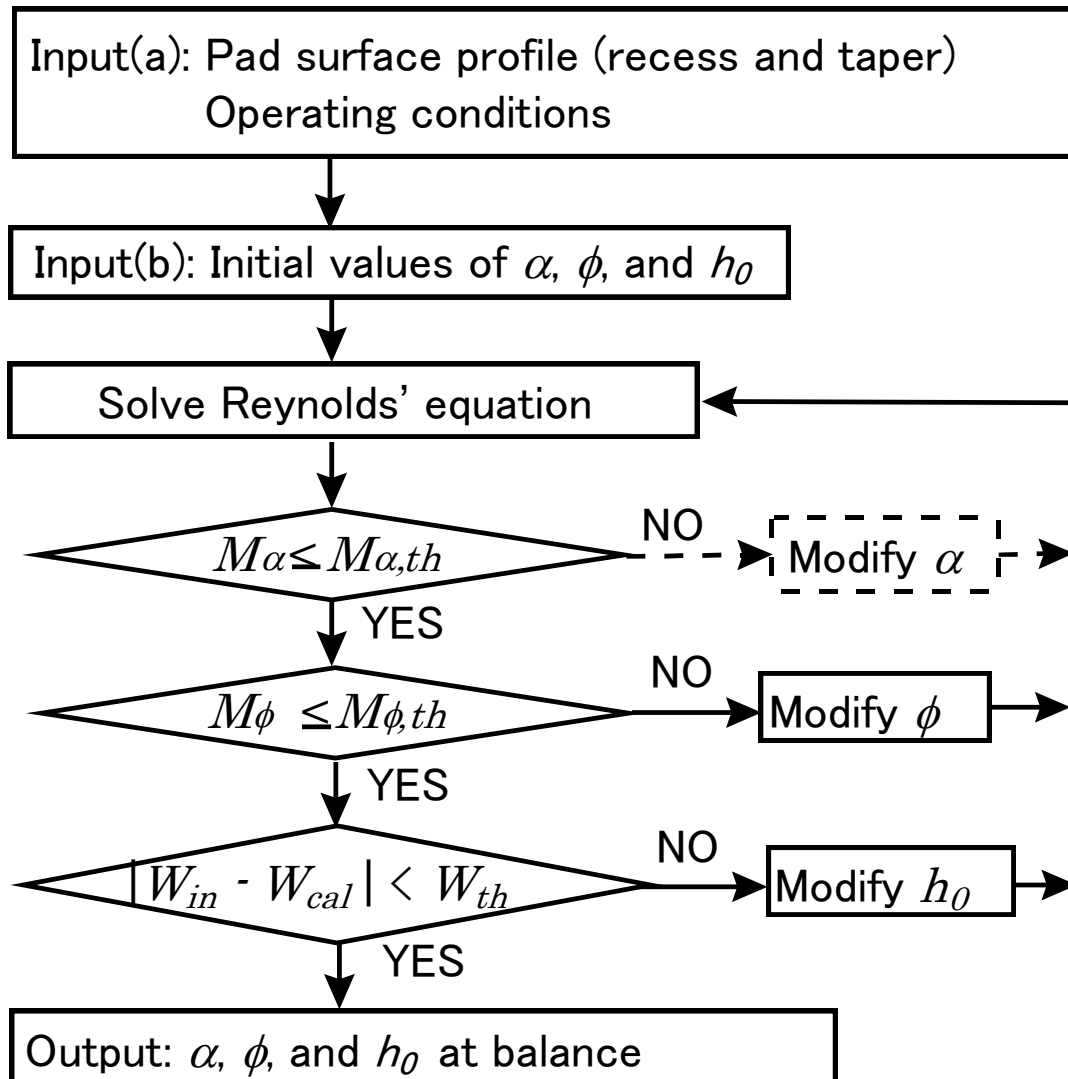 Input(a): Pad surface profile (recess and taper)
Operating conditions
Input(b): Initial values of α, ϕ, and h₀
Solve Reynolds’ equation
Mα≤ Mα,th
NO
Modify α
YES
Mϕ ≤Mϕ,th
NO
Modify ϕ
YES
|Win - Wcal| < Wth
NO
Modify h₀
YES
Output: α, ϕ, and h₀ at balance